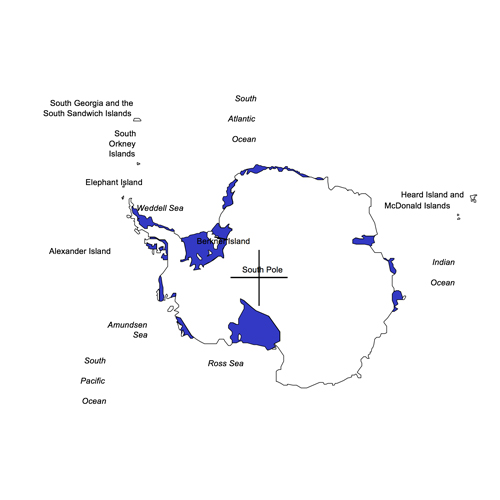 South
South Georgia and the
South Sandwich Islands
Atlantic
South
Orkney
Islands
Ocean
Elephant Island
Heard Island and
McDonald Islands
Weddell Sea
Berkner Island
Alexander Island
South Pole
Indian
Ocean
Amundsen
Sea
South
Pacific
Ocean
Ross Sea